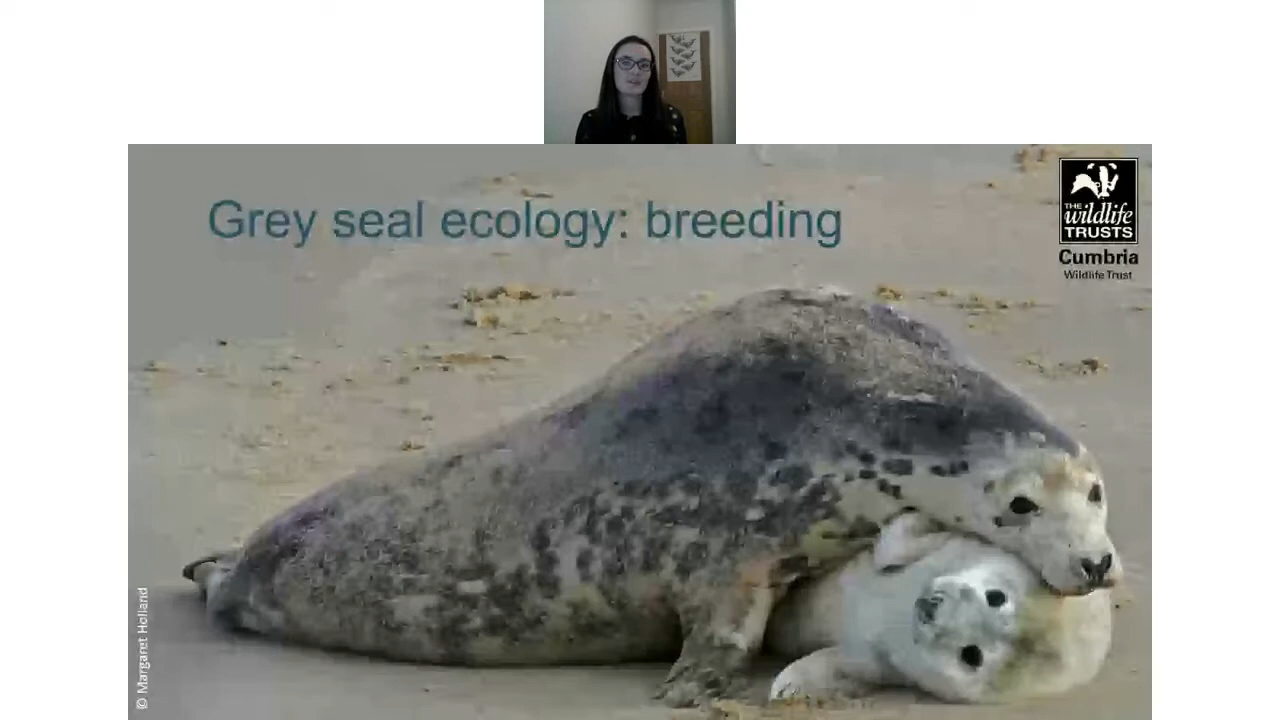 Grey seal ecology: breeding
THE
wildlife
TRUSTS
Cumbria
Wildlife Trust
© Margaret Holland